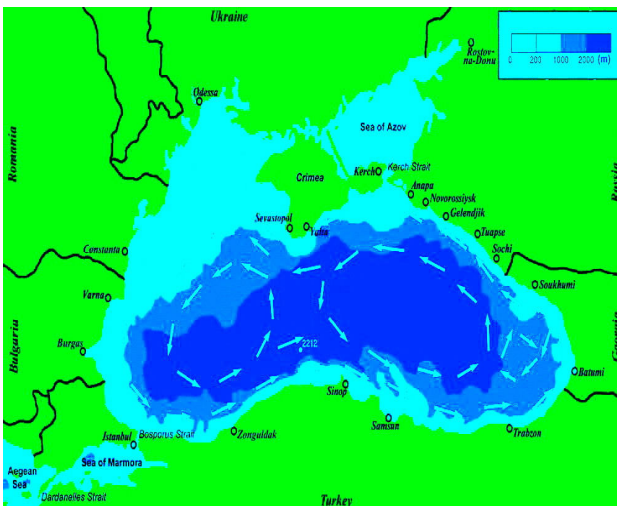 Ukraine
0 200 1000 2000 (m)
Rostov-
na-Donu
Odessa
Sea of Azov
Romania
Crimea
Kerch
Kerch Strait
Anapa
Novorossiysk
Gelendjik
Tuapse
Sochi
Russia
Sevastopol
Yalta
Constanta
Soukhumi
Varna
Bulgaria
Burgas
2212
Georgia
Batumi
Sinop
Samsun
Trabzon
Istanbul
Bosporus Strait
Zonguldak
Aegean
Sea
Sea of Marmora
Dardanelles Strait
Turkey